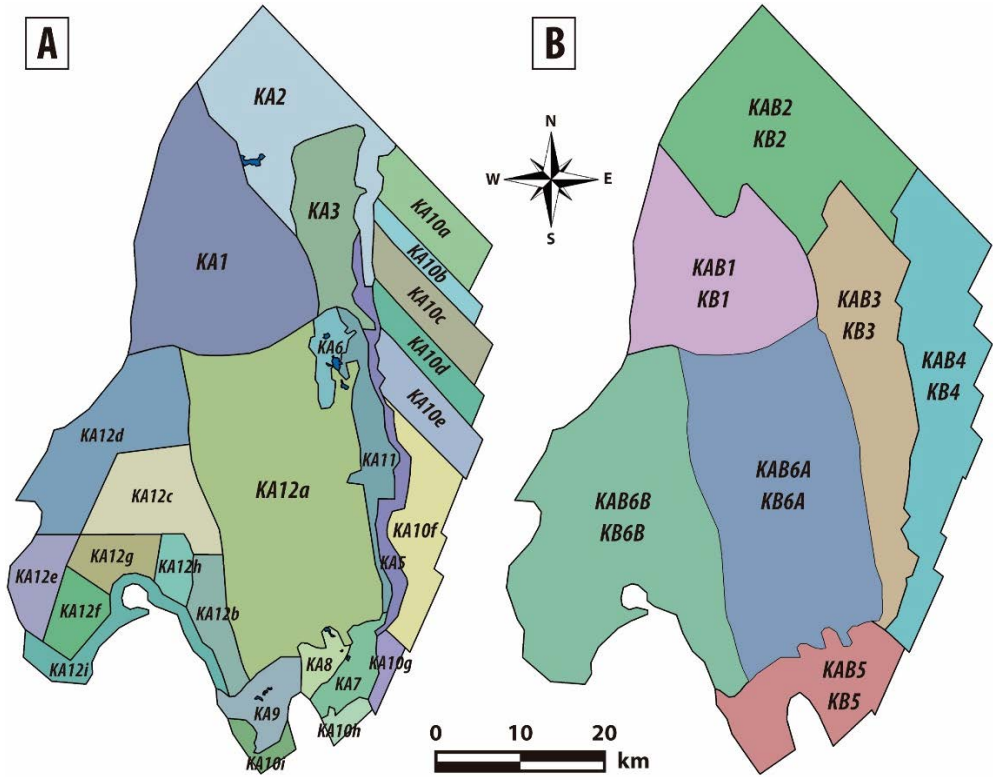 A
B
KA2
KA3
KA1
KA10a
KA10b
KA10c
KA10d
KA10e
KA6
KA12d
KA12c
KA12a
KA11
KA10f
KA12g
KA12h
KA12e
KA5
KA12f
KA12b
KA12i
KA8
KA7
KA10g
KA9
KA10h
KA10i
N
W
E
S
KAB2
KB2
KAB1
KB1
KAB3
KB3
KAB4
KB4
KAB6A
KB6A
KAB6B
KB6B
KAB5
KB5
0 10 20
km